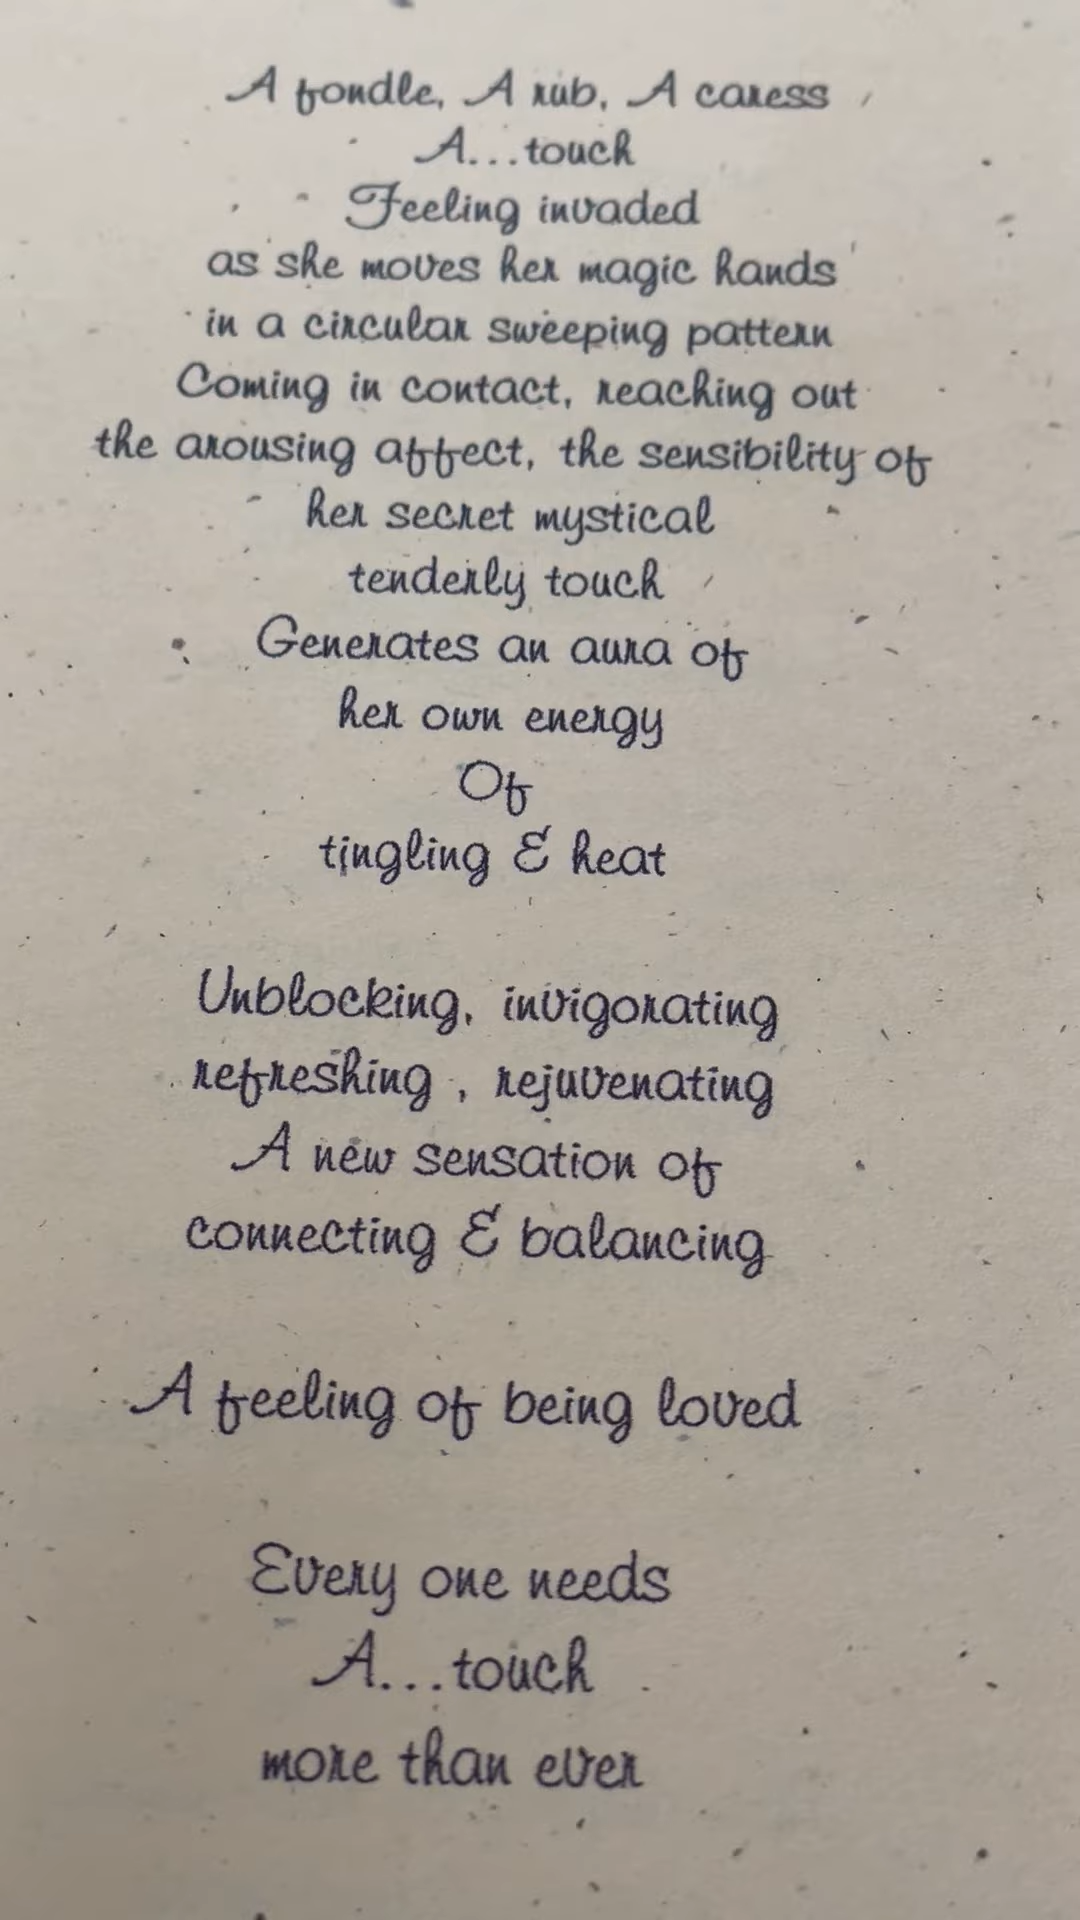 A fondle, A rub, A caress
A...touch
Feeling invaded
as she moves her magic hands
in a circular sweeping pattern
Coming in contact, reaching out
the arousing affect, the sensibility of
her secret mystical
tenderly touch
Generates an aura of
her own energy
Of
tingling & heat
Unblocking, invigorating
refreshing , rejuvenating
A new sensation of
connecting & balancing
A feeling of being loved
Every one needs
A...touch
more than ever